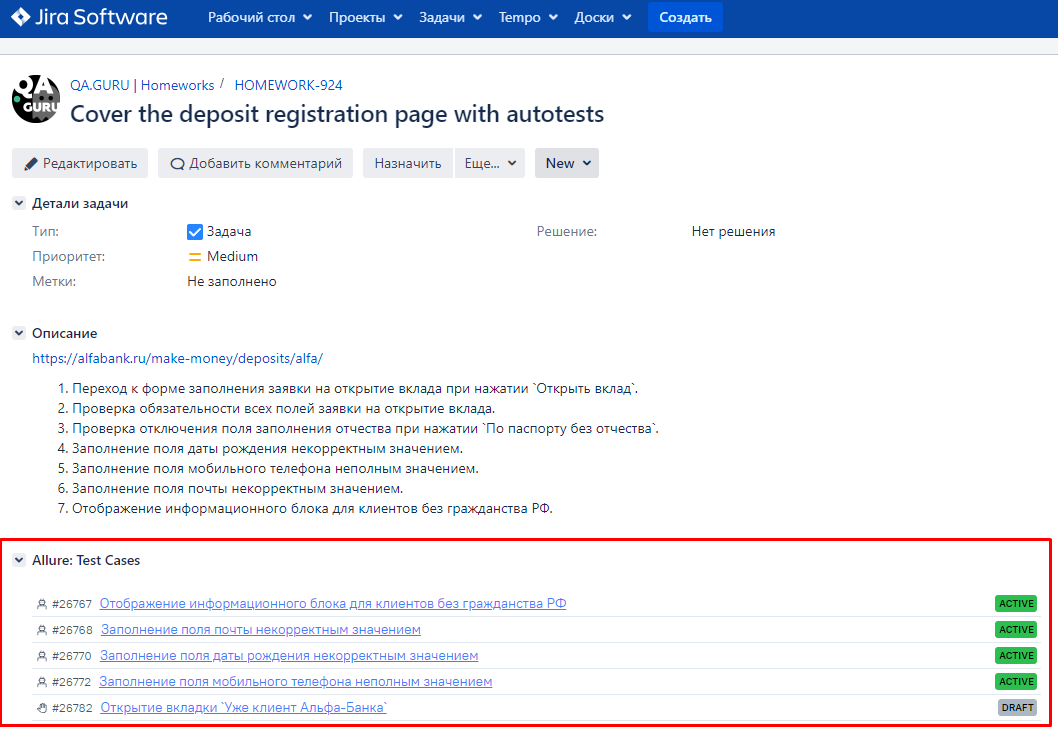 Jira Software Рабочий стол Проекты Задачи Tempo Доски Создать
QA GURU
QA.GURU | Homeworks / HOMEWORK-924
Cover the deposit registration page with autotests
Редактировать Добавить комментарий Назначить Еще... New
Детали задачи
Тип: Задача Решение: Нет решения
Приоритет: Medium
Метки: Не заполнено
Описание
https://alfabank.ru/make-money/deposits/alfa/
1. Переход к форме заполнения заявки на открытие вклада при нажатии `Открыть вклад`.
2. Проверка обязательности всех полей заявки на открытие вклада.
3. Проверка отключения поля заполнения отчества при нажатии `По паспорту без отчества`.
4. Заполнение поля даты рождения некорректным значением.
5. Заполнение поля мобильного телефона неполным значением.
6. Заполнение поля почты некорректным значением.
7. Отображение информационного блока для клиентов без гражданства РФ.
Allure: Test Cases
#26767 Отображение информационного блока для клиентов без гражданства РФ ACTIVE
#26768 Заполнение поля почты некорректным значением ACTIVE
#26770 Заполнение поля даты рождения некорректным значением ACTIVE
#26772 Заполнение поля мобильного телефона неполным значением ACTIVE
#26782 Открытие вкладки `Уже клиент Альфа-Банка` DRAFT